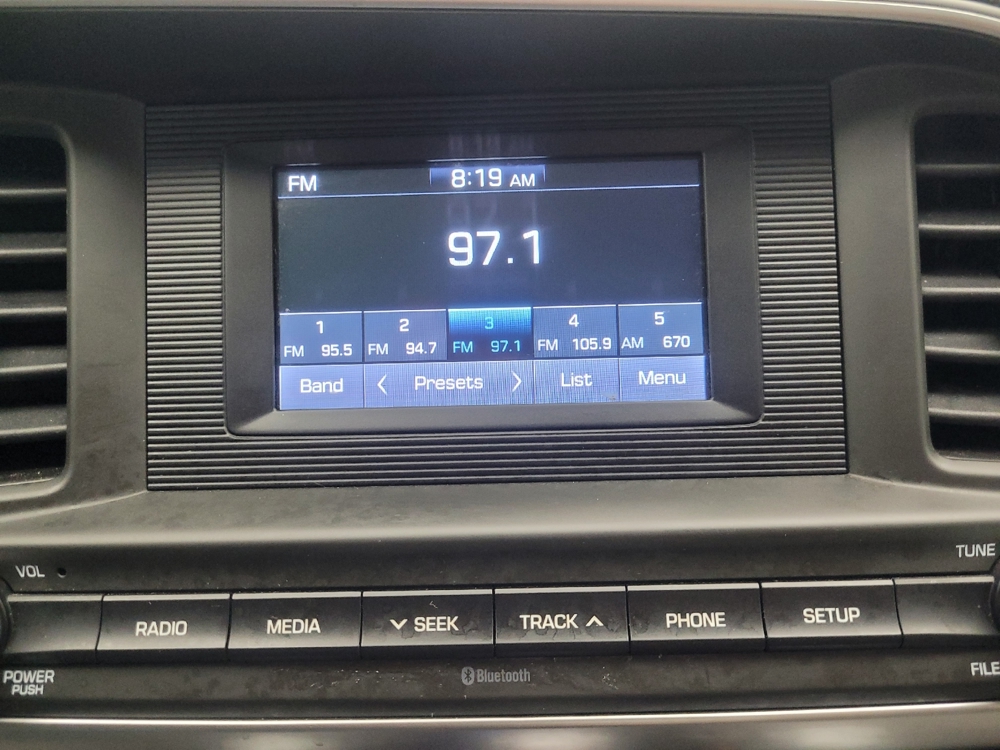 FM 8:19 AM
97.1
1 2 3 4 5
FM 95.5 FM 94.7 FM 97.1 FM 105.9 AM 670
Band < Presets > List Menu
VOL TUNE
RADIO MEDIA SEEK TRACK PHONE SETUP
POWER PUSH Bluetooth FILE